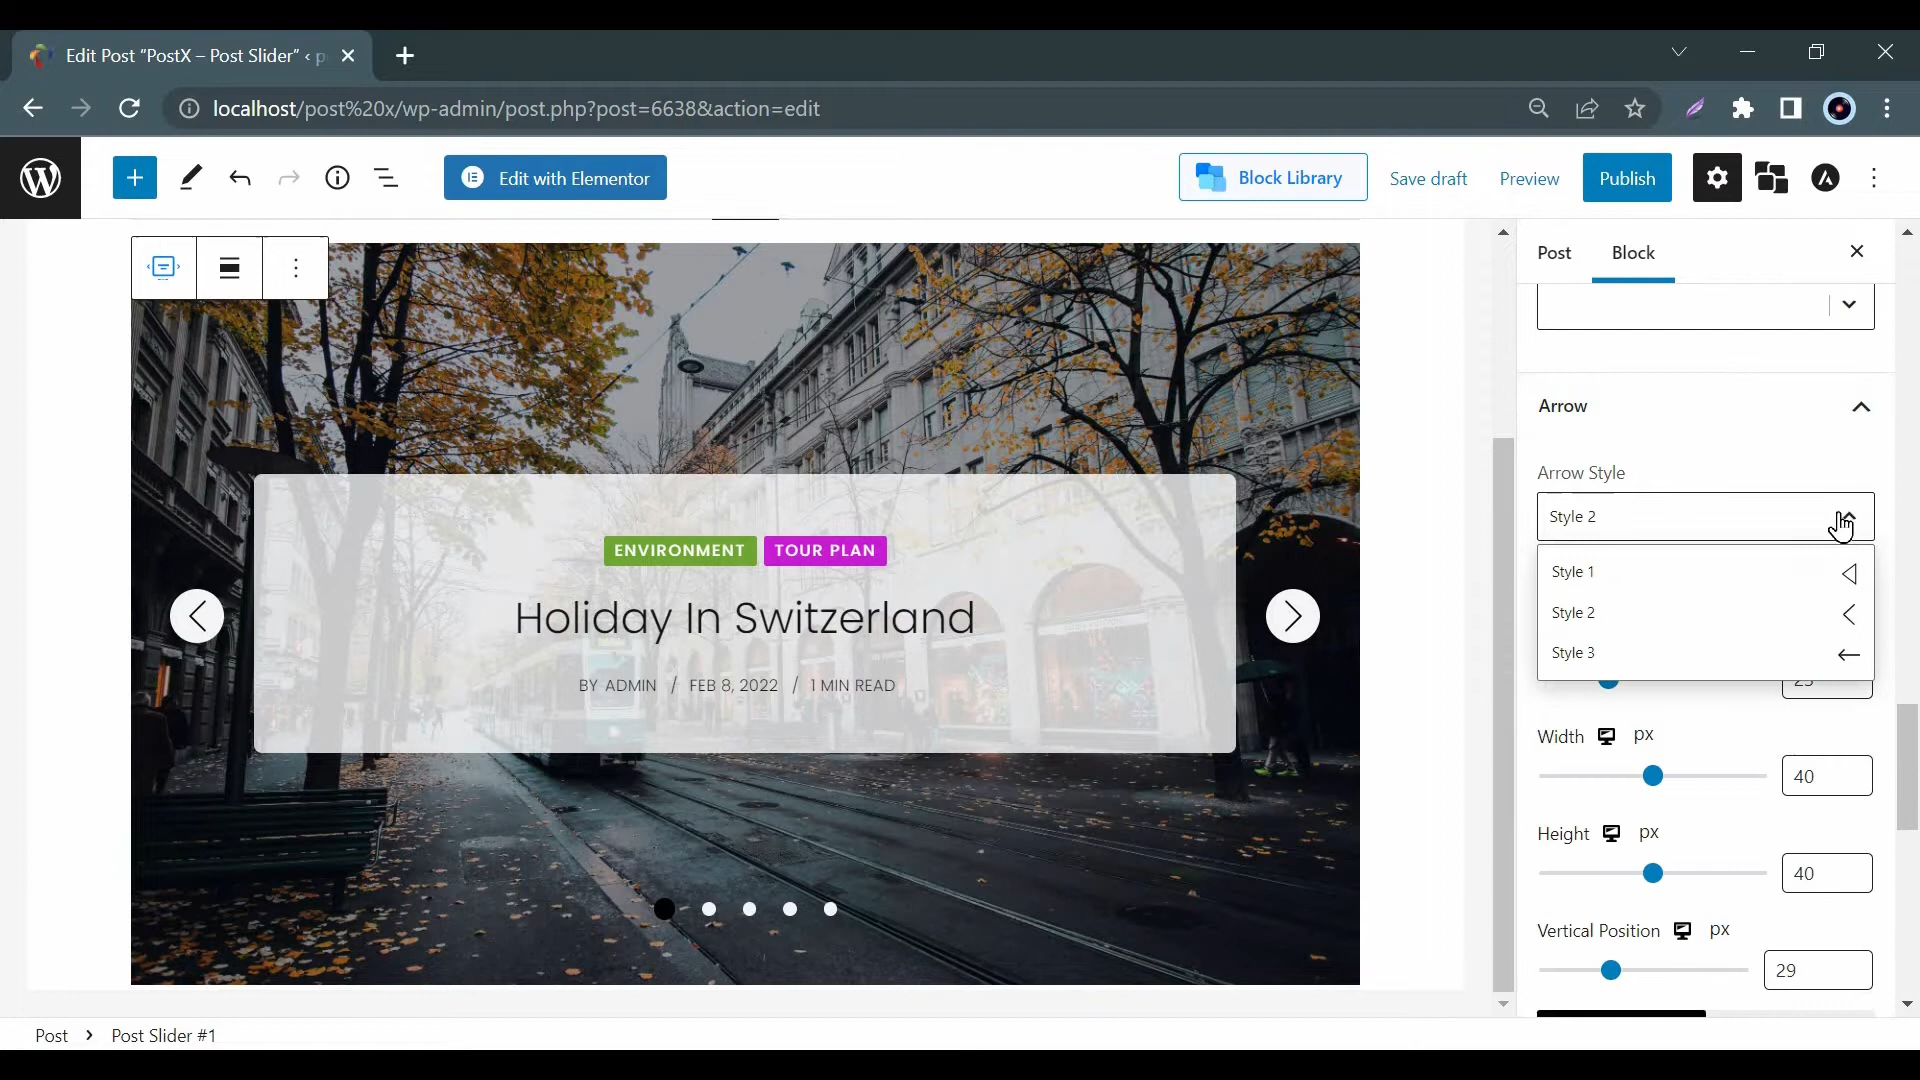 Edit Post “PostX – Post Slider” ‹ p
localhost/post%20x/wp-admin/post.php?post=6638&action=edit
Edit with Elementor
Block Library
Save draft
Preview
Publish
Post
Block
Arrow
Arrow Style
Style 2
Style 1
Style 2
Style 3
Width px
40
Height px
40
Vertical Position px
29
ENVIRONMENT TOUR PLAN
Holiday In Switzerland
BY ADMIN / FEB 8, 2022 / 1 MIN READ
Post › Post Slider #1